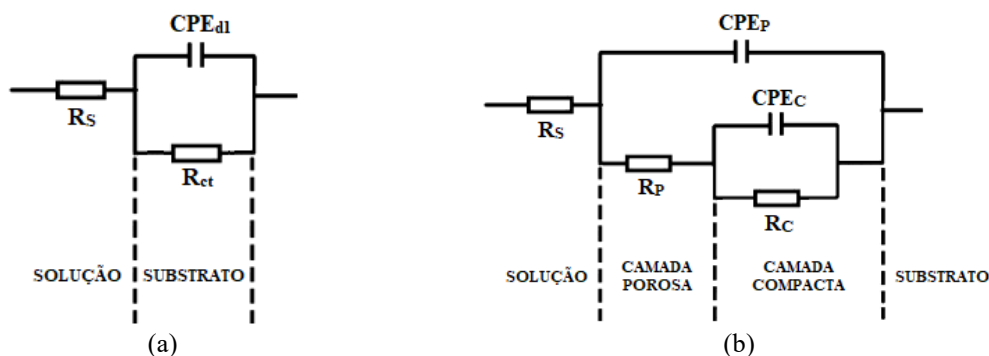 CPEdl
RS
Rct
SOLUÇÃO
SUBSTRATO
(a)
CPEP
CPEC
RS
RP
RC
SOLUÇÃO
CAMADA
POROSA
CAMADA
COMPACTA
SUBSTRATO
(b)